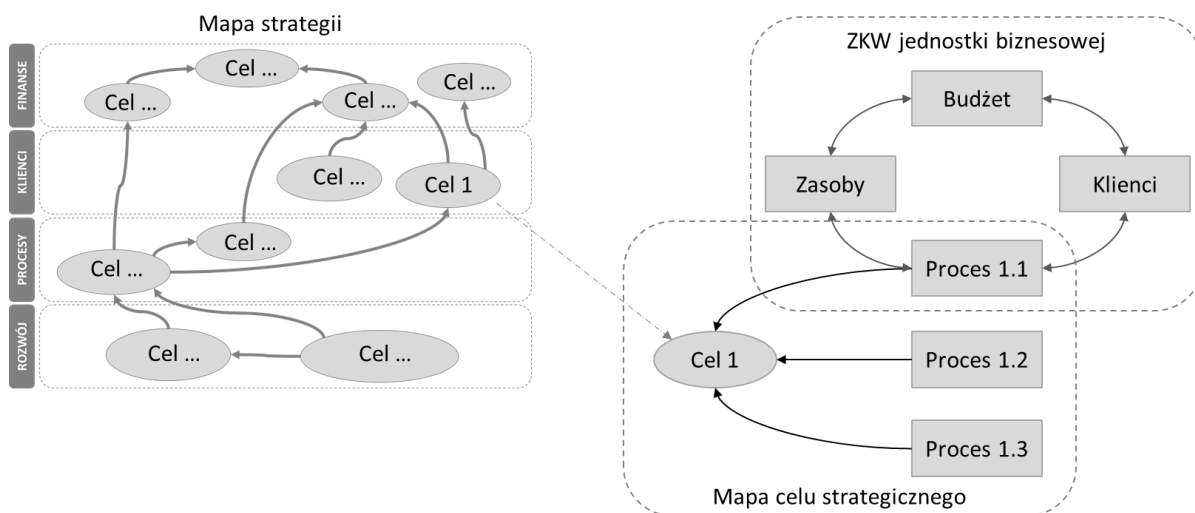 Mapa strategii
FINANSE
Cel ...
Cel ...
Cel ...
Cel ...
KLIENCI
Cel ...
Cel 1
PROCESY
Cel ...
Cel ...
ROZWÓJ
Cel ...
Cel ...
ZKW jednostki biznesowej
Budżet
Zasoby
Klienci
Proces 1.1
Cel 1
Proces 1.2
Proces 1.3
Mapa celu strategicznego